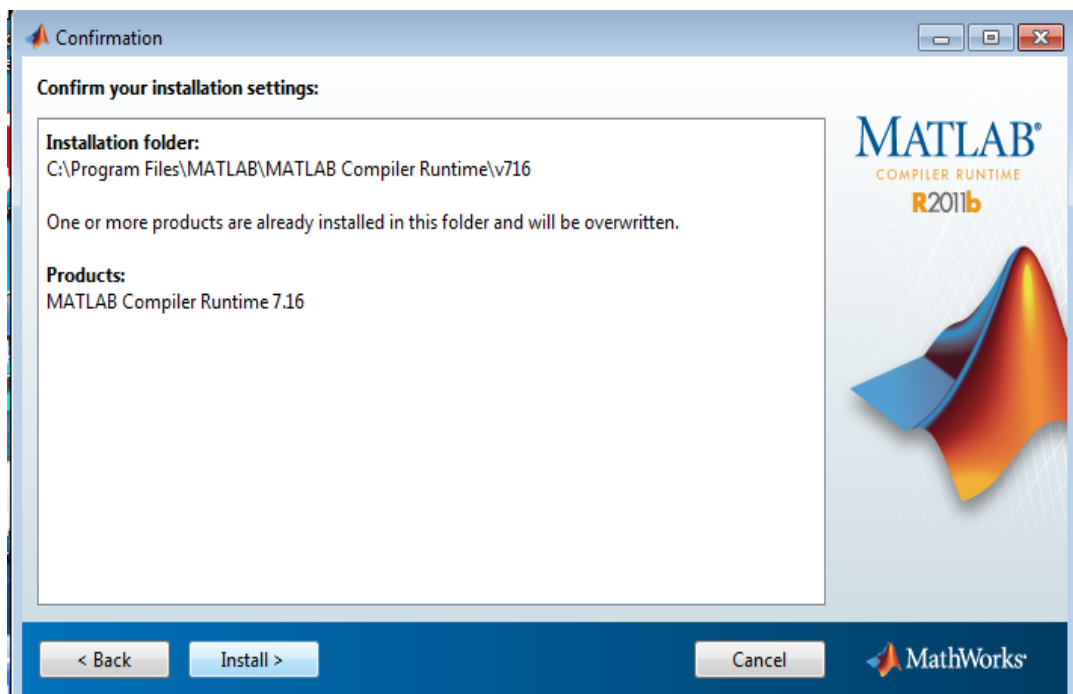 Confirmation
Confirm your installation settings:
Installation folder:
C:\Program Files\MATLAB\MATLAB Compiler Runtime\v716
One or more products are already installed in this folder and will be overwritten.
Products:
MATLAB Compiler Runtime 7.16
MATLAB®
COMPILER RUNTIME
R2011b
< Back
Install >
Cancel
MathWorks®